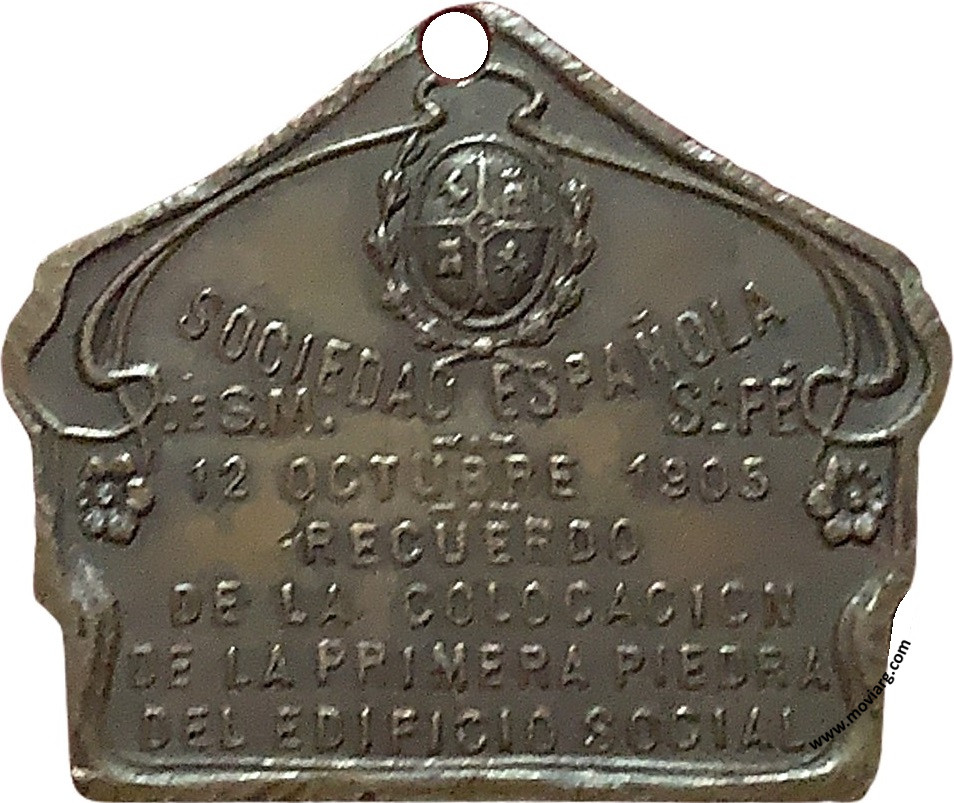 SOCIEDAD ESPAÑOLA
DE S.M. STA FÉ
12 OCTUBRE 1905
RECUERDO
DE LA COLOCACION
DE LA PRIMERA PIEDRA
DEL EDIFICIO SOCIAL
www.moviarg.com